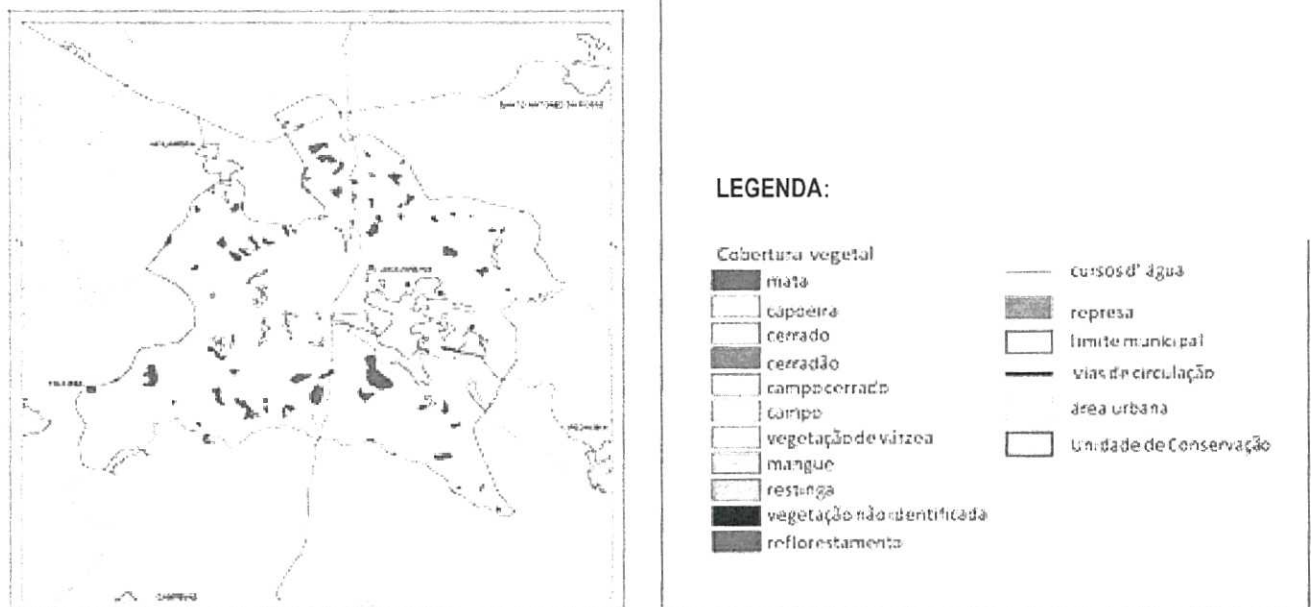 LEGENDA:
Cobertura vegetal
mata
capoeira
cerrado
cerradão
campo cerrado
campo
vegetação de várzea
mangue
restinga
vegetação não identificada
reflorestamento
cursos d' água
represa
limite municipal
vias de circulação
área urbana
Unidade de Conservação